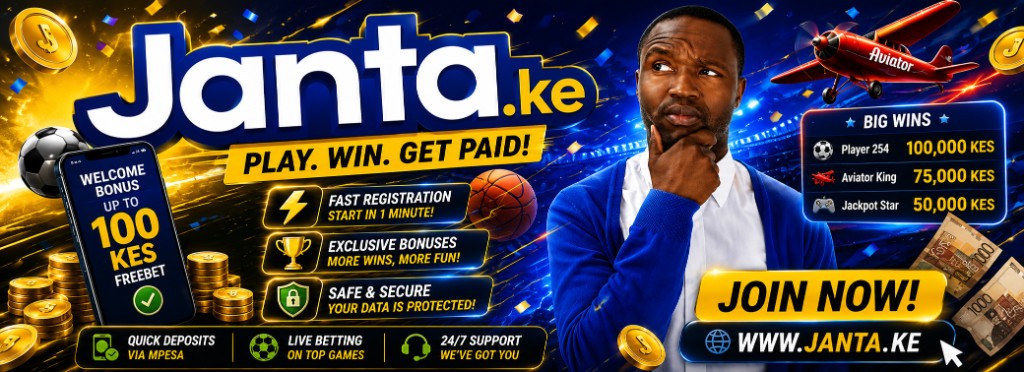 Janta.ke
PLAY. WIN. GET PAID!
WELCOME
BONUS
UP TO
100
KES
FREEBET
FAST REGISTRATION
START IN 1 MINUTE!
EXCLUSIVE BONUSES
MORE WINS, MORE FUN!
SAFE & SECURE
YOUR DATA IS PROTECTED!
QUICK DEPOSITS
VIA MPESA
LIVE BETTING
ON TOP GAMES
24/7 SUPPORT
WE'VE GOT YOU
Aviator
BIG WINS
Player 254 100,000 KES
Aviator King 75,000 KES
Jackpot Star 50,000 KES
1000
JOIN NOW!
WWW.JANTA.KE